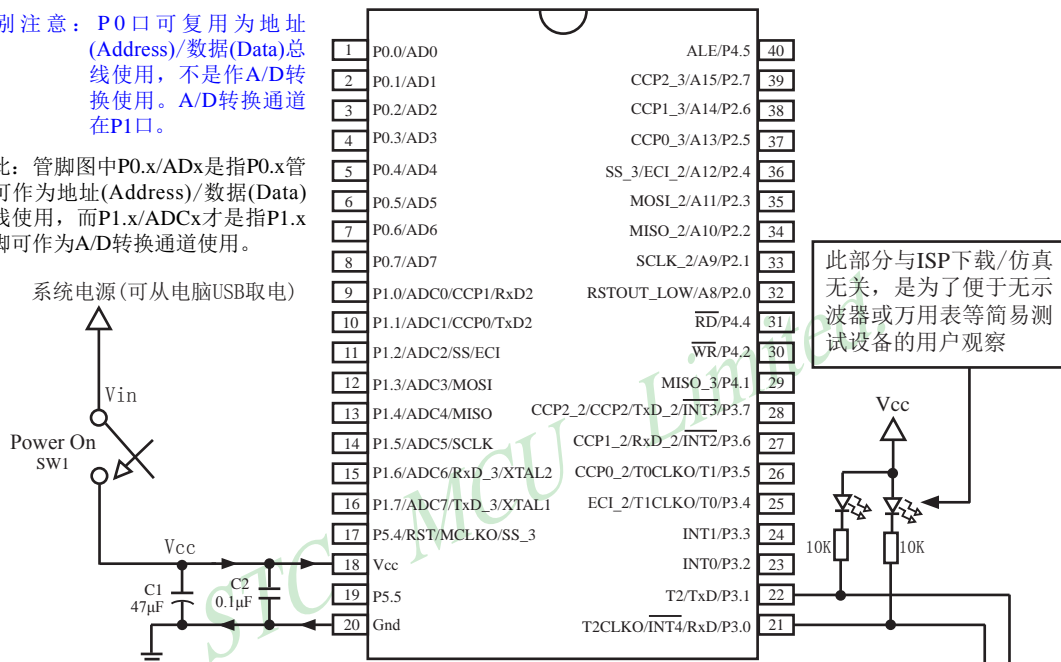 别注意：P0口可复用为地址
(Address)/数据(Data)总
线使用，不是作A/D转
换使用。A/D转换通道
在P1口。
此：管脚图中P0.x/ADx是指P0.x管
可作为地址(Address)/数据(Data)
线使用，而P1.x/ADCx才是指P1.x
脚可作为A/D转换通道使用。
系统电源(可从电脑USB取电)
Vin
Power On
SW1
Vcc
C1
47μF
C2
0.1μF
1 P0.0/AD0
2 P0.1/AD1
3 P0.2/AD2
4 P0.3/AD3
5 P0.4/AD4
6 P0.5/AD5
7 P0.6/AD6
8 P0.7/AD7
9 P1.0/ADC0/CCP1/RxD2
10 P1.1/ADC1/CCP0/TxD2
11 P1.2/ADC2/SS/ECI
12 P1.3/ADC3/MOSI
13 P1.4/ADC4/MISO
14 P1.5/ADC5/SCLK
15 P1.6/ADC6/RxD_3/XTAL2
16 P1.7/ADC7/TxD_3/XTAL1
17 P5.4/RST/MCLKO/SS_3
18 Vcc
19 P5.5
20 Gnd
ALE/P4.5 40
CCP2_3/A15/P2.7 39
CCP1_3/A14/P2.6 38
CCP0_3/A13/P2.5 37
SS_3/ECI_2/A12/P2.4 36
MOSI_2/A11/P2.3 35
MISO_2/A10/P2.2 34
SCLK_2/A9/P2.1 33
RSTOUT_LOW/A8/P2.0 32
RD/P4.4 31
WR/P4.2 30
MISO_3/P4.1 29
CCP2_2/CCP2/TxD_2/INT3/P3.7 28
CCP1_2/RxD_2/INT2/P3.6 27
CCP0_2/T0CLKO/T1/P3.5 26
ECI_2/T1CLKO/T0/P3.4 25
INT1/P3.3 24
INT0/P3.2 23
T2/TxD/P3.1 22
T2CLKO/INT4/RxD/P3.0 21
此部分与ISP下载/仿真
无关，是为了便于无示
波器或万用表等简易测
试设备的用户观察
Vcc
10K
10K
STC MCU Limited.